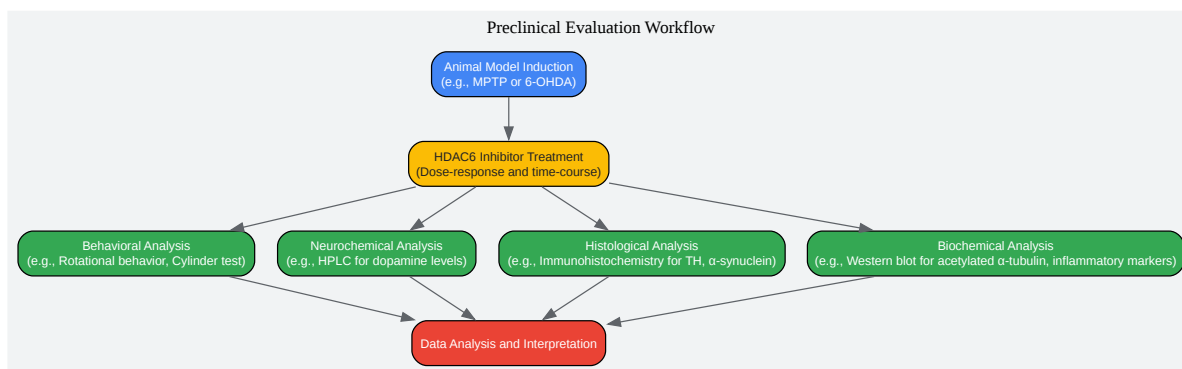 Preclinical Evaluation Workflow
Animal Model Induction
(e.g., MPTP or 6-OHDA)
HDAC6 Inhibitor Treatment
(Dose-response and time-course)
Behavioral Analysis
(e.g., Rotational behavior, Cylinder test)
Neurochemical Analysis
(e.g., HPLC for dopamine levels)
Histological Analysis
(e.g., Immunohistochemistry for TH, α-synuclein)
Biochemical Analysis
(e.g., Western blot for acetylated α-tubulin, inflammatory markers)
Data Analysis and Interpretation